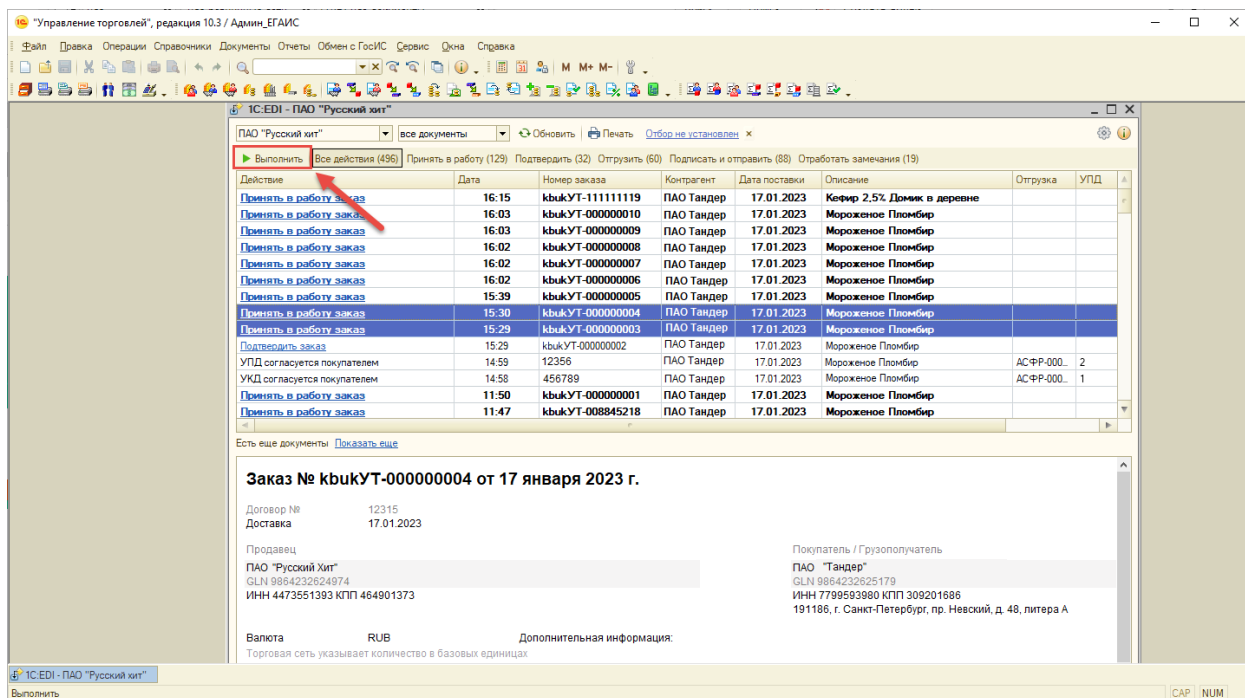 "Управление торговлей", редакция 10.3 / Админ_ЕГАИС
Файл Правка Операции Справочники Документы Отчеты Обмен с ГосИС Сервис Окна Справка
M M+ M-
1C:EDI - ПАО "Русский хит"
ПАО "Русский хит" все документы Обновить Печать Отбор не установлен
Выполнить Все действия (496) Принять в работу (129) Подтвердить (32) Отгрузить (60) Подписать и отправить (88) Отработать замечания (19)
Действие Дата Номер заказа Контрагент Дата поставки Описание Отгрузка УПД
Принять в работу заказ 16:15 kbukУТ-111111119 ПАО Тандер 17.01.2023 Кефир 2,5% Домик в деревне
Принять в работу заказ 16:03 kbukУТ-000000010 ПАО Тандер 17.01.2023 Мороженое Пломбир
Принять в работу заказ 16:03 kbukУТ-000000009 ПАО Тандер 17.01.2023 Мороженое Пломбир
Принять в работу заказ 16:02 kbukУТ-000000008 ПАО Тандер 17.01.2023 Мороженое Пломбир
Принять в работу заказ 16:02 kbukУТ-000000007 ПАО Тандер 17.01.2023 Мороженое Пломбир
Принять в работу заказ 16:02 kbukУТ-000000006 ПАО Тандер 17.01.2023 Мороженое Пломбир
Принять в работу заказ 15:39 kbukУТ-000000005 ПАО Тандер 17.01.2023 Мороженое Пломбир
Принять в работу заказ 15:30 kbukУТ-000000004 ПАО Тандер 17.01.2023 Мороженое Пломбир
Принять в работу заказ 15:29 kbukУТ-000000003 ПАО Тандер 17.01.2023 Мороженое Пломбир
Подтвердить заказ 15:29 kbukУТ-000000002 ПАО Тандер 17.01.2023 Мороженое Пломбир
УПД согласуется покупателем 14:59 12356 ПАО Тандер 17.01.2023 Мороженое Пломбир АСФР-000... 2
УКД согласуется покупателем 14:58 456789 ПАО Тандер 17.01.2023 Мороженое Пломбир АСФР-000... 1
Принять в работу заказ 11:50 kbukУТ-000000001 ПАО Тандер 17.01.2023 Мороженое Пломбир
Принять в работу заказ 11:47 kbukУТ-008845218 ПАО Тандер 17.01.2023 Мороженое Пломбир
Есть еще документы Показать еще
Заказ № kbukУТ-000000004 от 17 января 2023 г.
Договор № 12315
Доставка 17.01.2023
Продавец Покупатель / Грузополучатель
ПАО "Русский Хит" ПАО "Тандер"
GLN 9864232624974 GLN 9864232625179
ИНН 4473551393 КПП 464901373 ИНН 7799593980 КПП 309201686
191186, г. Санкт-Петербург, пр. Невский, д. 48, литера А
Валюта RUB Дополнительная информация:
Торговая сеть указывает количество в базовых единицах
1C:EDI - ПАО "Русский хит"
Выполнить CAP NUM